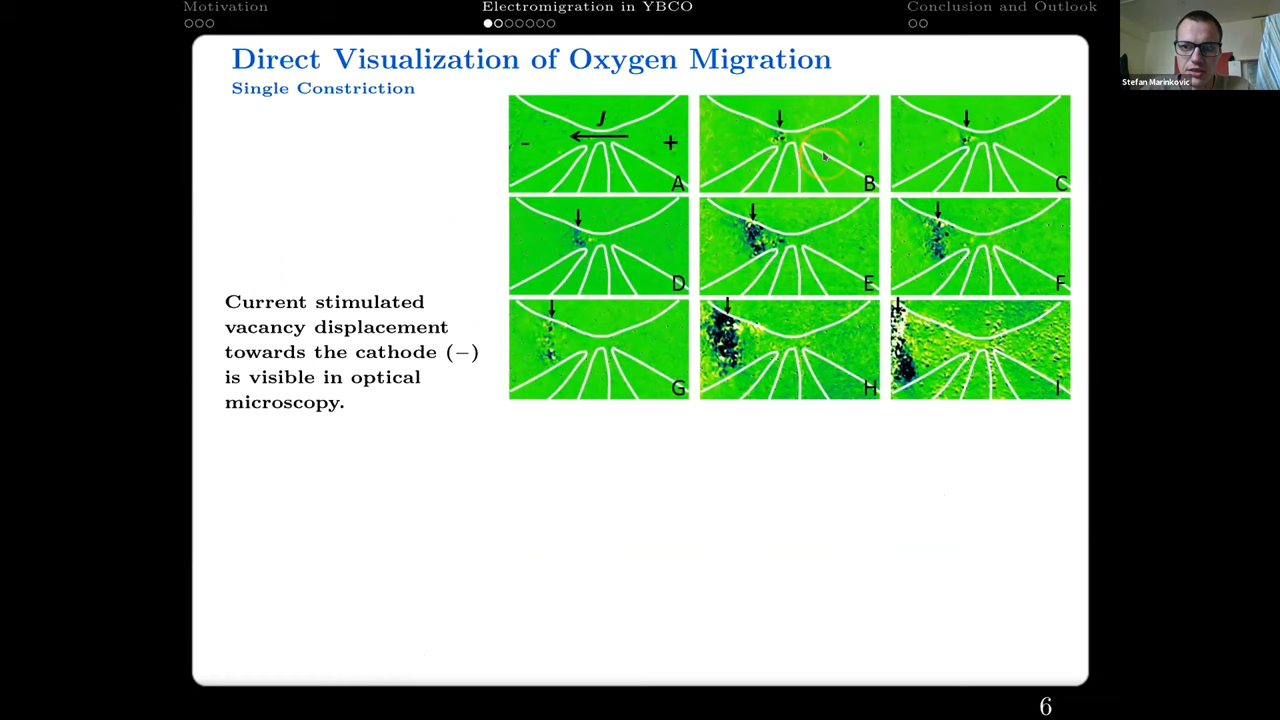 Motivation
Electromigration in YBCO
Conclusion and Outlook
Stefan Marinkovic
Direct Visualization of Oxygen Migration
Single Constriction
J
-
+
A
B
C
D
E
F
G
H
I
Current stimulated
vacancy displacement
towards the cathode (−)
is visible in optical
microscopy.
6